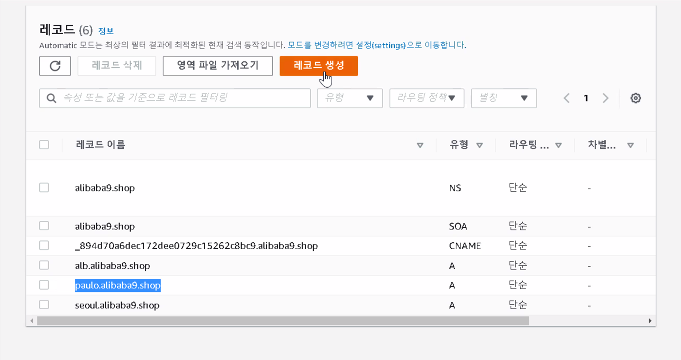 레코드 (6) 정보
Automatic 모드는 최상의 필터 결과에 최적화된 현재 검색 동작입니다. 모드를 변경하려면 설정(settings)으로 이동합니다.
레코드 삭제 영역 파일 가져오기 레코드 생성
속성 또는 값을 기준으로 레코드 필터링 유형 라우팅 정책 별칭 1
레코드 이름 유형 라우팅 ... 차별...
alibaba9.shop NS 단순 -
alibaba9.shop SOA 단순 -
_894d70a6dec172dee0729c15262c8bc9.alibaba9.shop CNAME 단순 -
alb.alibaba9.shop A 단순 -
paulo.alibaba9.shop A 단순 -
seoul.alibaba9.shop A 단순 -